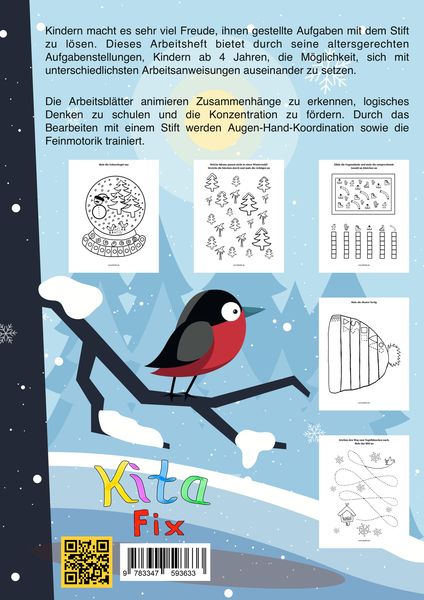 Kindern macht es sehr viel Freude, ihnen gestellte Aufgaben mit dem Stift
zu lösen. Dieses Arbeitsheft bietet durch seine altersgerechten
Aufgabenstellungen, Kindern ab 4 Jahren, die Möglichkeit, sich mit
unterschiedlichsten Arbeitsanweisungen auseinander zu setzen.
Die Arbeitsblätter animieren Zusammenhänge zu erkennen, logisches
Denken zu schulen und die Konzentration zu fördern. Durch das
Bearbeiten mit einem Stift werden Augen-Hand-Koordination sowie die
Feinmotorik trainiert.
Male die Schneekugel aus
Male die Muster fertig
Kita
Fix
9 783347 593633